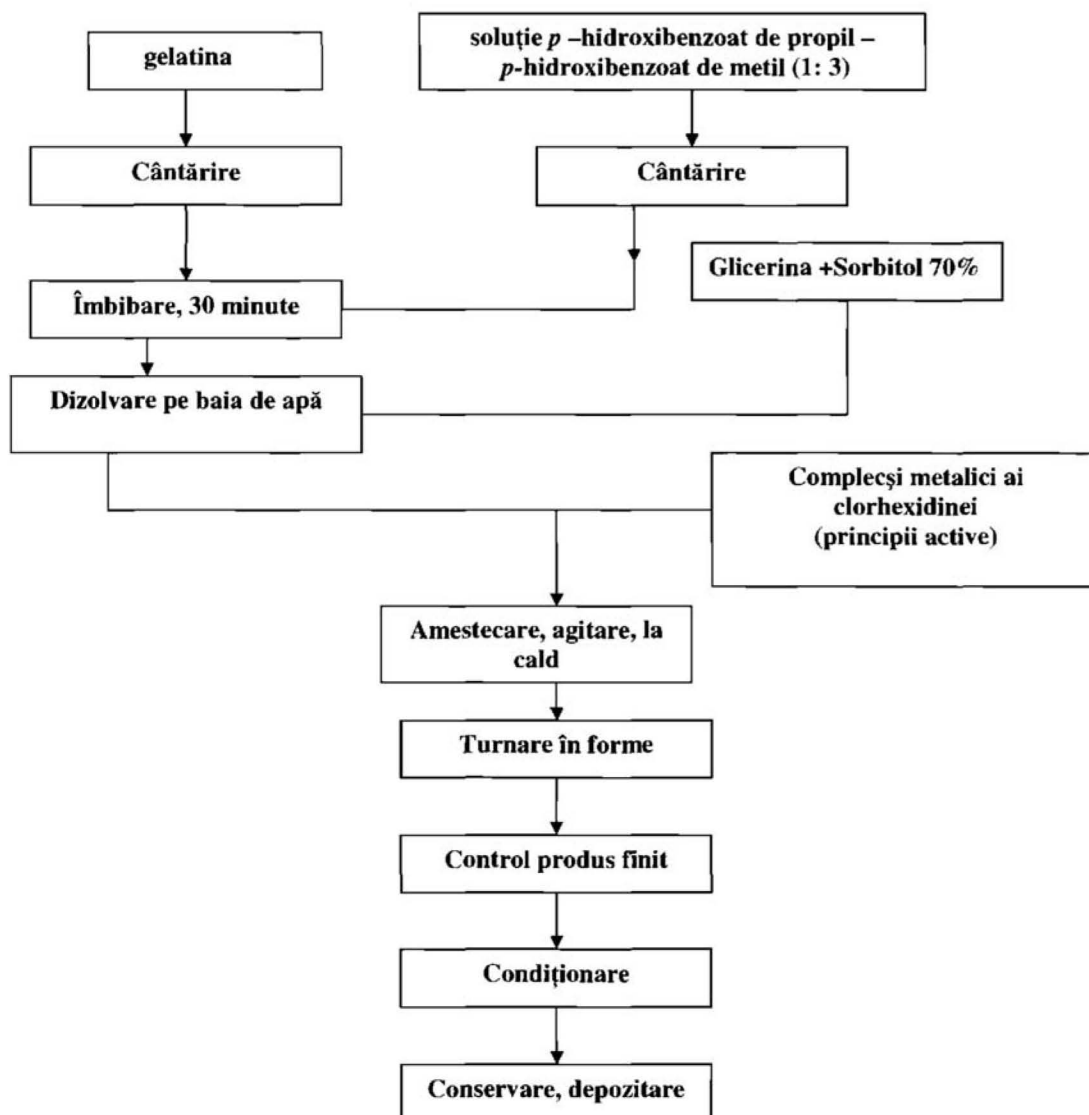 gelatina
soluție p –hidroxibenzoat de propil –
p-hidroxibenzoat de metil (1: 3)
Cântărire
Cântărire
Glicerina +Sorbitol 70%
Îmbibare, 30 minute
Dizolvare pe baia de apă
Complecși metalici ai
clorhexidinei
(principii active)
Amestecare, agitare, la
cald
Turnare în forme
Control produs finit
Condiționare
Conservare, depozitare